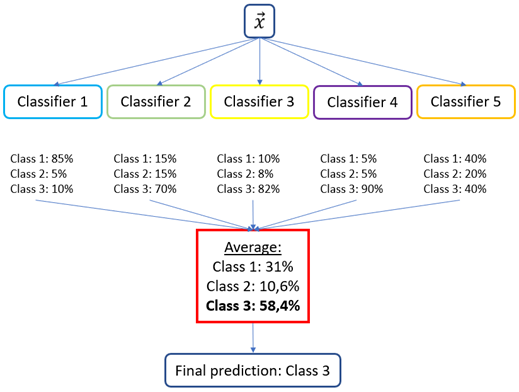 x
Classifier 1
Classifier 2
Classifier 3
Classifier 4
Classifier 5
Class 1: 85%
Class 2: 5%
Class 3: 10%
Class 1: 15%
Class 2: 15%
Class 3: 70%
Class 1: 10%
Class 2: 8%
Class 3: 82%
Class 1: 5%
Class 2: 5%
Class 3: 90%
Class 1: 40%
Class 2: 20%
Class 3: 40%
Average:
Class 1: 31%
Class 2: 10,6%
Class 3: 58,4%
Final prediction: Class 3